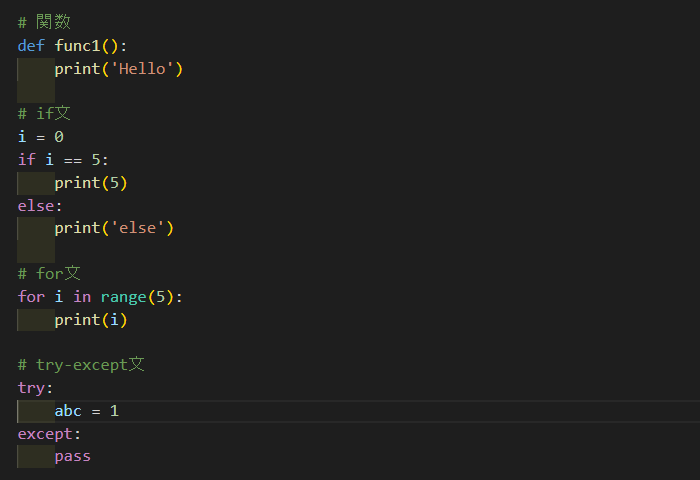 # 関数
def func1():
    print('Hello')
# if文
i = 0
if i == 5:
    print(5)
else:
    print('else')
# for文
for i in range(5):
    print(i)
# try-except文
try:
    abc = 1
except:
    pass